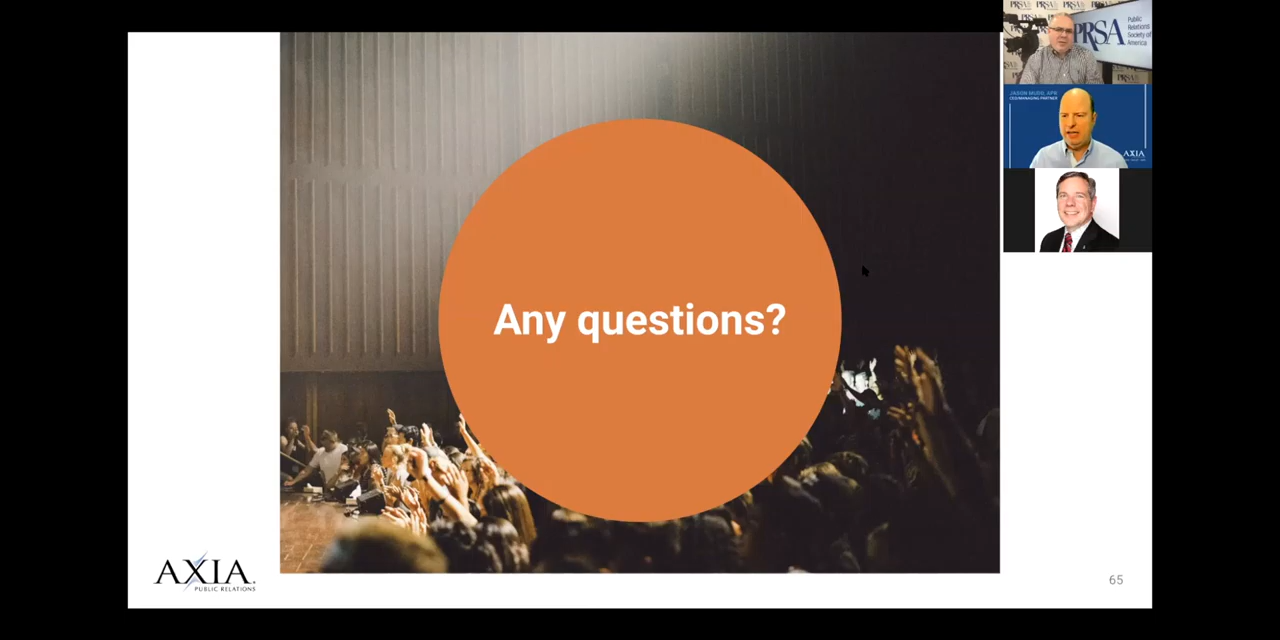 Any questions?
AXIA
PUBLIC RELATIONS
65
PRSA
Public
Relations
Society of
America
PRSA
JASON MUDD, APR
CEO/MANAGING PARTNER
AXIA